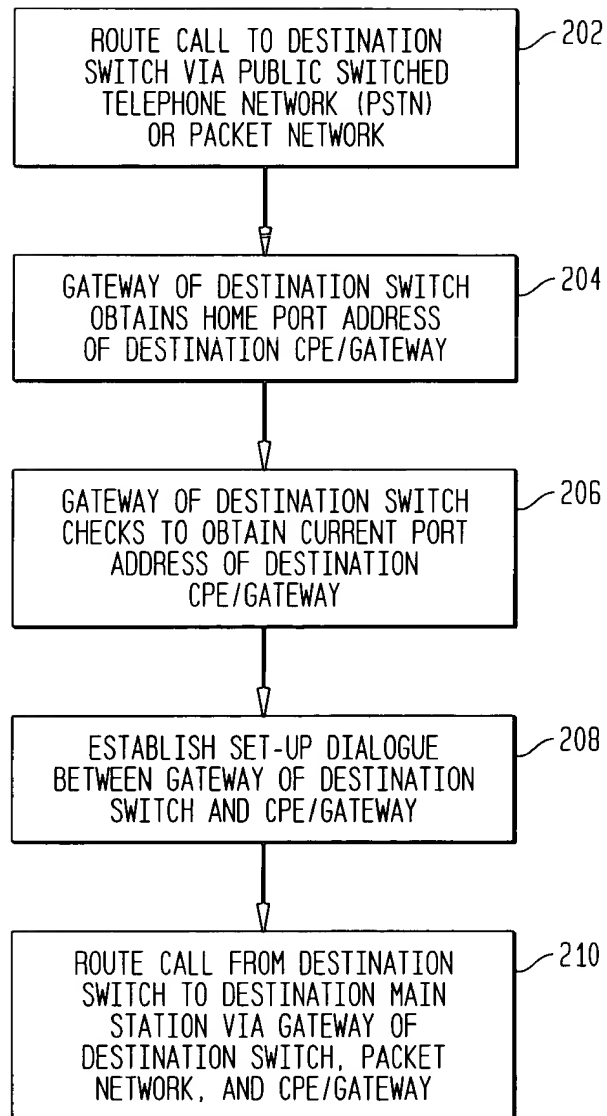 ROUTE CALL TO DESTINATION
SWITCH VIA PUBLIC SWITCHED
TELEPHONE NETWORK (PSTN)
OR PACKET NETWORK
202
GATEWAY OF DESTINATION SWITCH
OBTAINS HOME PORT ADDRESS
OF DESTINATION CPE/GATEWAY
204
GATEWAY OF DESTINATION SWITCH
CHECKS TO OBTAIN CURRENT PORT
ADDRESS OF DESTINATION
CPE/GATEWAY
206
ESTABLISH SET-UP DIALOGUE
BETWEEN GATEWAY OF DESTINATION
SWITCH AND CPE/GATEWAY
208
ROUTE CALL FROM DESTINATION
SWITCH TO DESTINATION MAIN
STATION VIA GATEWAY OF
DESTINATION SWITCH, PACKET
NETWORK, AND CPE/GATEWAY
210